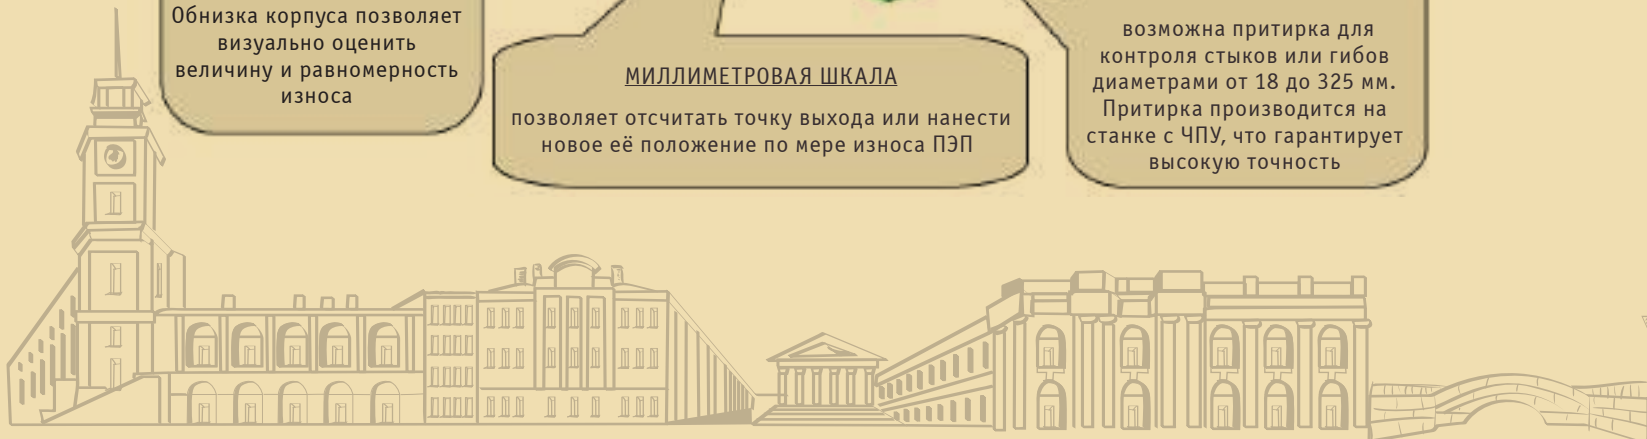 Обнизка корпуса позволяет
визуально оценить
величину и равномерность
износа
МИЛЛИМЕТРОВАЯ ШКАЛА
позволяет отсчитать точку выхода или нанести
новое её положение по мере износа ПЭП
возможна притирка для
контроля стыков или гибов
диаметрами от 18 до 325 мм.
Притирка производится на
станке с ЧПУ, что гарантирует
высокую точность